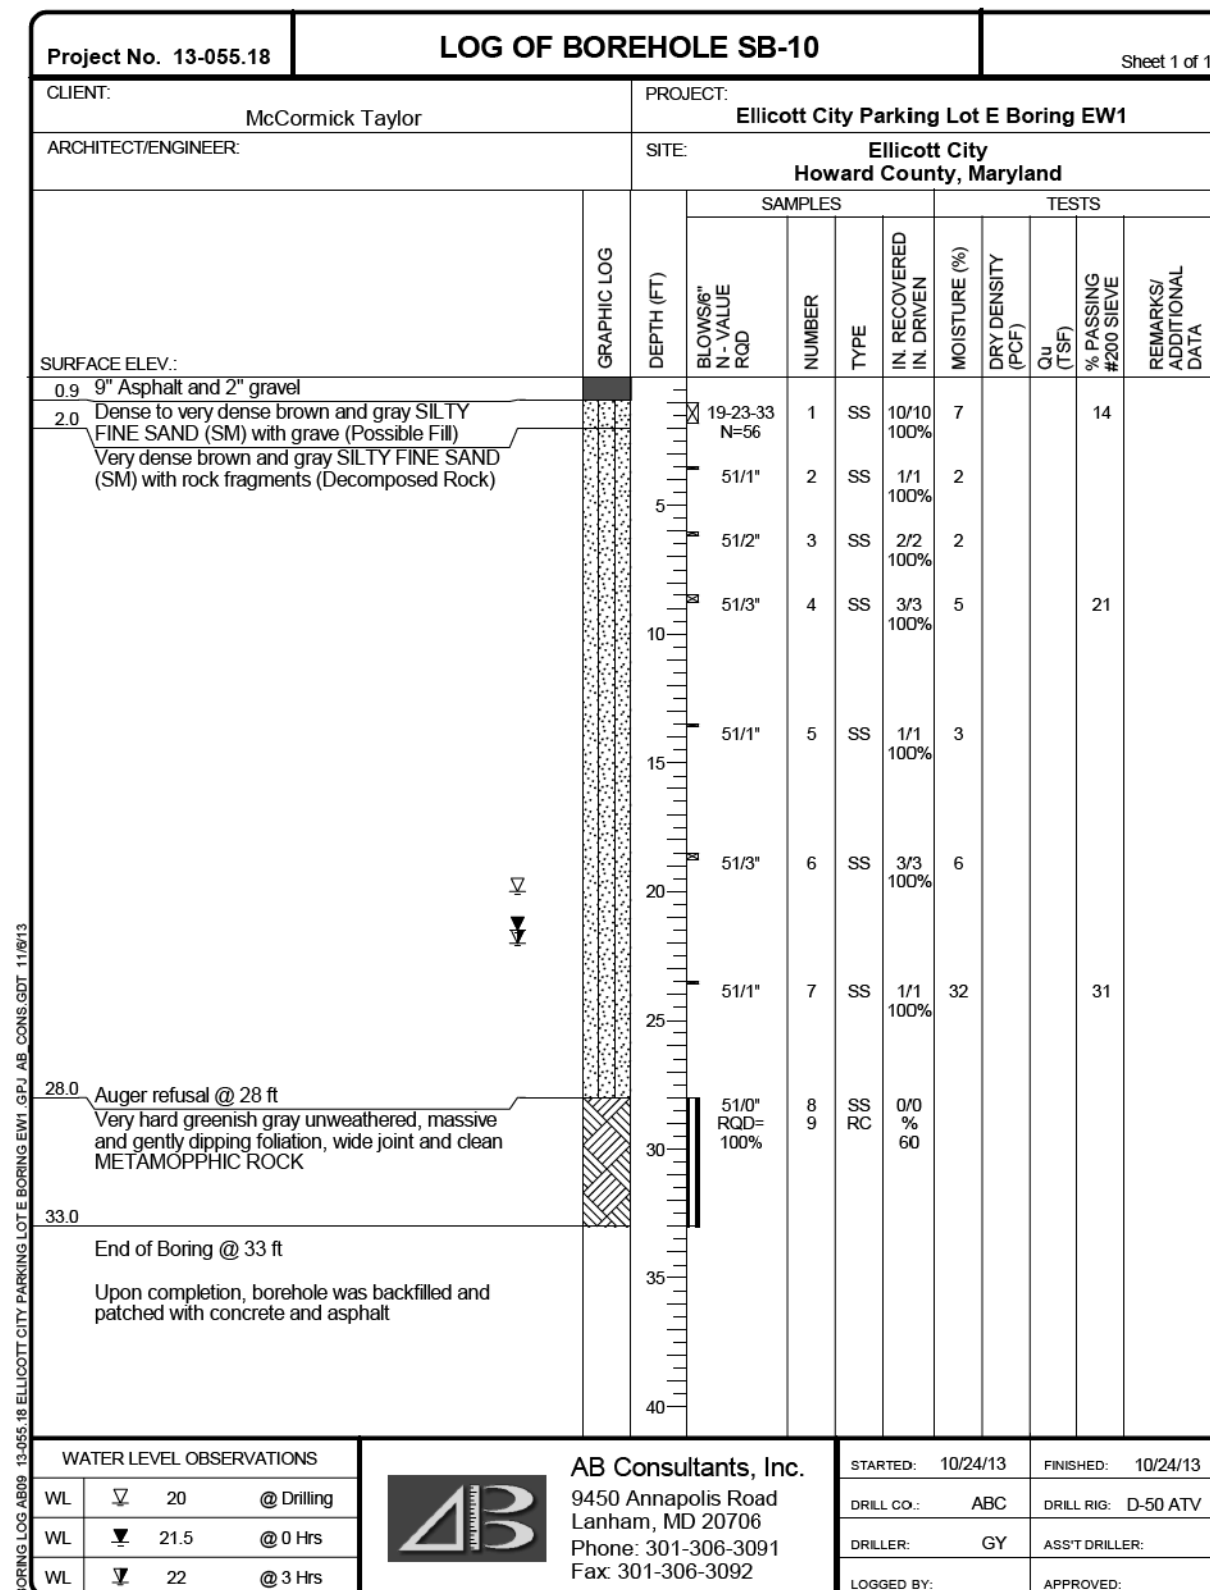 Project No. 13-055.18
LOG OF BOREHOLE SB-10
Sheet 1 of 1
CLIENT:
McCormick Taylor
PROJECT:
Ellicott City Parking Lot E Boring EW1
ARCHITECT/ENGINEER:
SITE:
Ellicott City
Howard County, Maryland
SURFACE ELEV.:
GRAPHIC LOG
DEPTH (FT)
SAMPLES
TESTS
BLOWS/6"
N - VALUE
RQD
NUMBER
TYPE
IN. RECOVERED
IN. DRIVEN
MOISTURE (%)
DRY DENSITY
(PCF)
Qu
(TSF)
% PASSING
#200 SIEVE
REMARKS/
ADDITIONAL
DATA
0.9 9" Asphalt and 2" gravel
2.0 Dense to very dense brown and gray SILTY
FINE SAND (SM) with grave (Possible Fill)
Very dense brown and gray SILTY FINE SAND
(SM) with rock fragments (Decomposed Rock)
19-23-33 1 SS 10/10 7 14
N=56 100%
51/1" 2 SS 1/1 2
100%
5
51/2" 3 SS 2/2 2
100%
51/3" 4 SS 3/3 5 21
100%
10
51/1" 5 SS 1/1 3
100%
15
51/3" 6 SS 3/3 6
100%
20
51/1" 7 SS 1/1 32 31
100%
25
28.0 Auger refusal @ 28 ft
Very hard greenish gray unweathered, massive
and gently dipping foliation, wide joint and clean
METAMOPPHIC ROCK
51/0" 8 SS 0/0
RQD= 9 RC %
100% 60
30
33.0
End of Boring @ 33 ft
Upon completion, borehole was backfilled and
patched with concrete and asphalt
35
40
BORING LOG AB09 13-055.18 ELLICOTT CITY PARKING LOT E BORING EW1.GPJ AB_CONS.GDT 11/6/13
WATER LEVEL OBSERVATIONS
WL 20 @ Drilling
WL 21.5 @ 0 Hrs
WL 22 @ 3 Hrs
AB
AB Consultants, Inc.
9450 Annapolis Road
Lanham, MD 20706
Phone: 301-306-3091
Fax: 301-306-3092
STARTED: 10/24/13
FINISHED: 10/24/13
DRILL CO.: ABC
DRILL RIG: D-50 ATV
DRILLER: GY
ASS'T DRILLER:
LOGGED BY:
APPROVED: